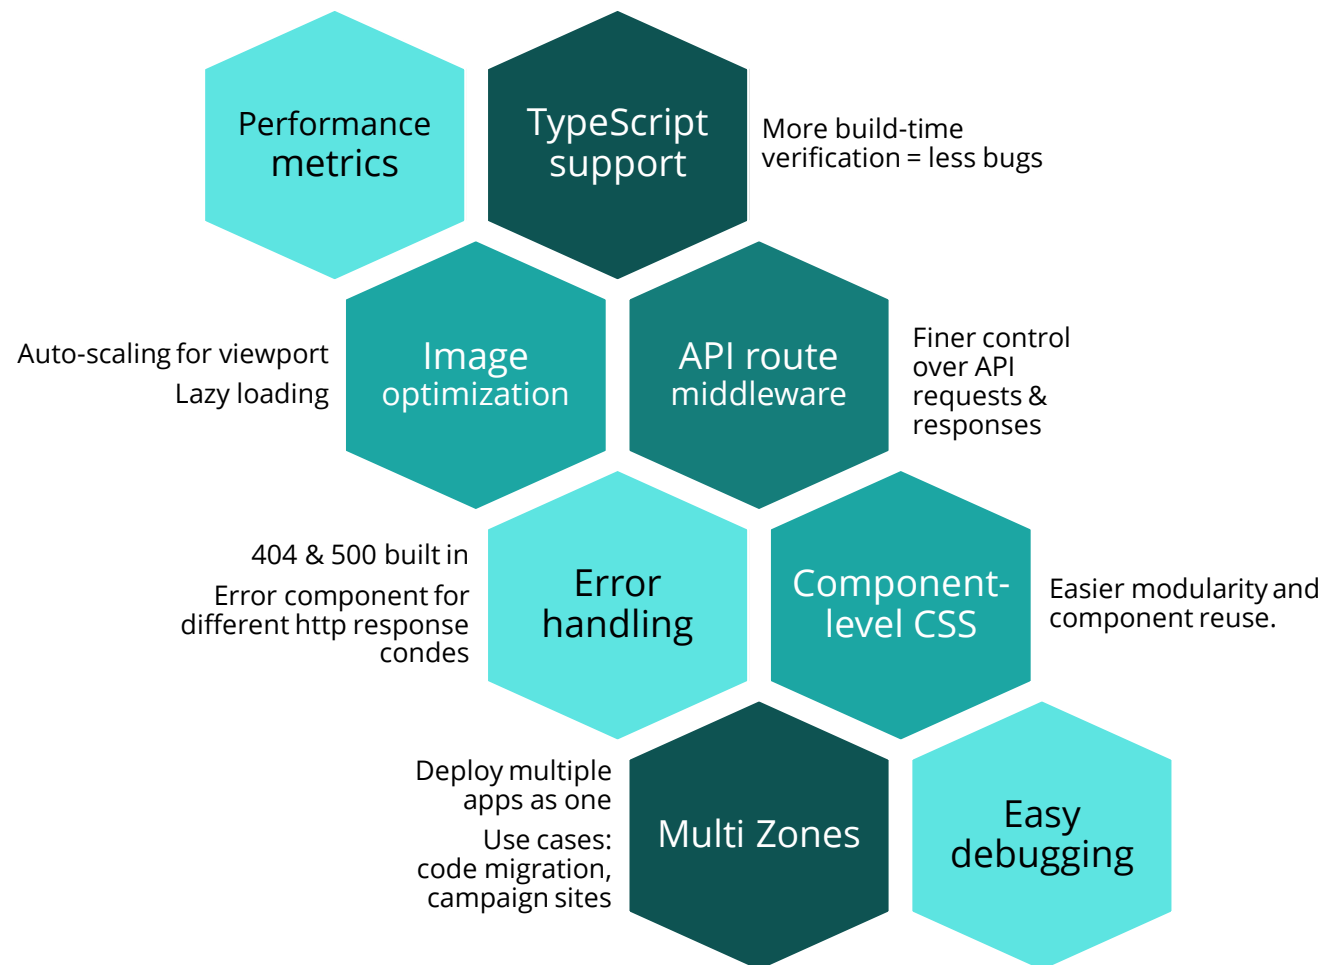 Performance
metrics
TypeScript
support
More build-time
verification = less bugs
Auto-scaling for viewport
Lazy loading
Image
optimization
API route
middleware
Finer control
over API
requests &
responses
404 & 500 built in
Error component for
different http response
condes
Error
handling
Component-
level CSS
Easier modularity and
component reuse.
Deploy multiple
apps as one
Use cases:
code migration,
campaign sites
Multi Zones
Easy
debugging